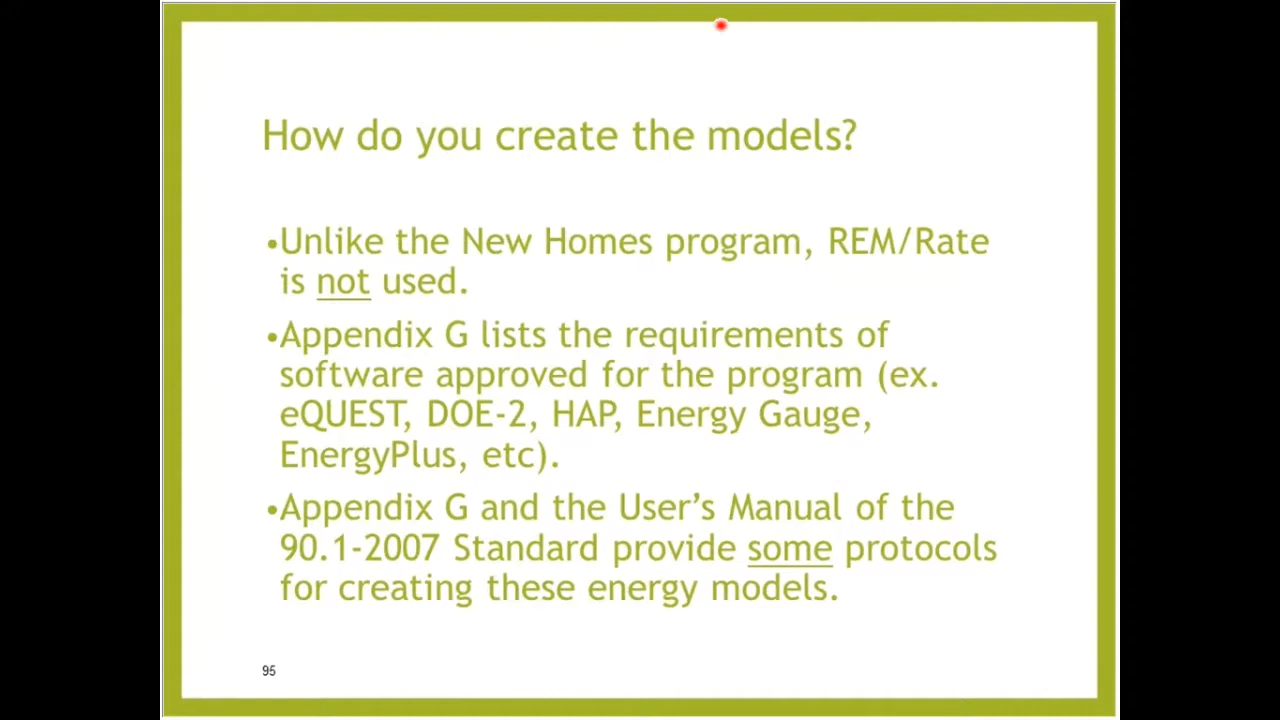 How do you create the models?
•Unlike the New Homes program, REM/Rate
is not used.
•Appendix G lists the requirements of
software approved for the program (ex.
eQUEST, DOE-2, HAP, Energy Gauge,
EnergyPlus, etc).
•Appendix G and the User’s Manual of the
90.1-2007 Standard provide some protocols
for creating these energy models.
95